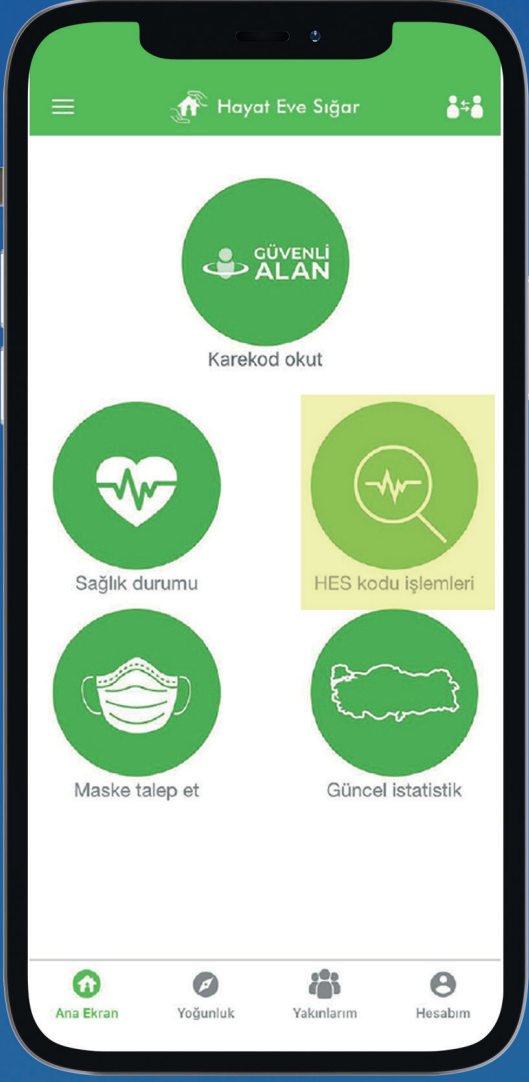 Hayat Eve Sığar
GÜVENLİ
ALAN
Karekod okut
Sağlık durumu
HES kodu işlemleri
Maske talep et
Güncel istatistik
Ana Ekran
Yoğunluk
Yakınlarım
Hesabım